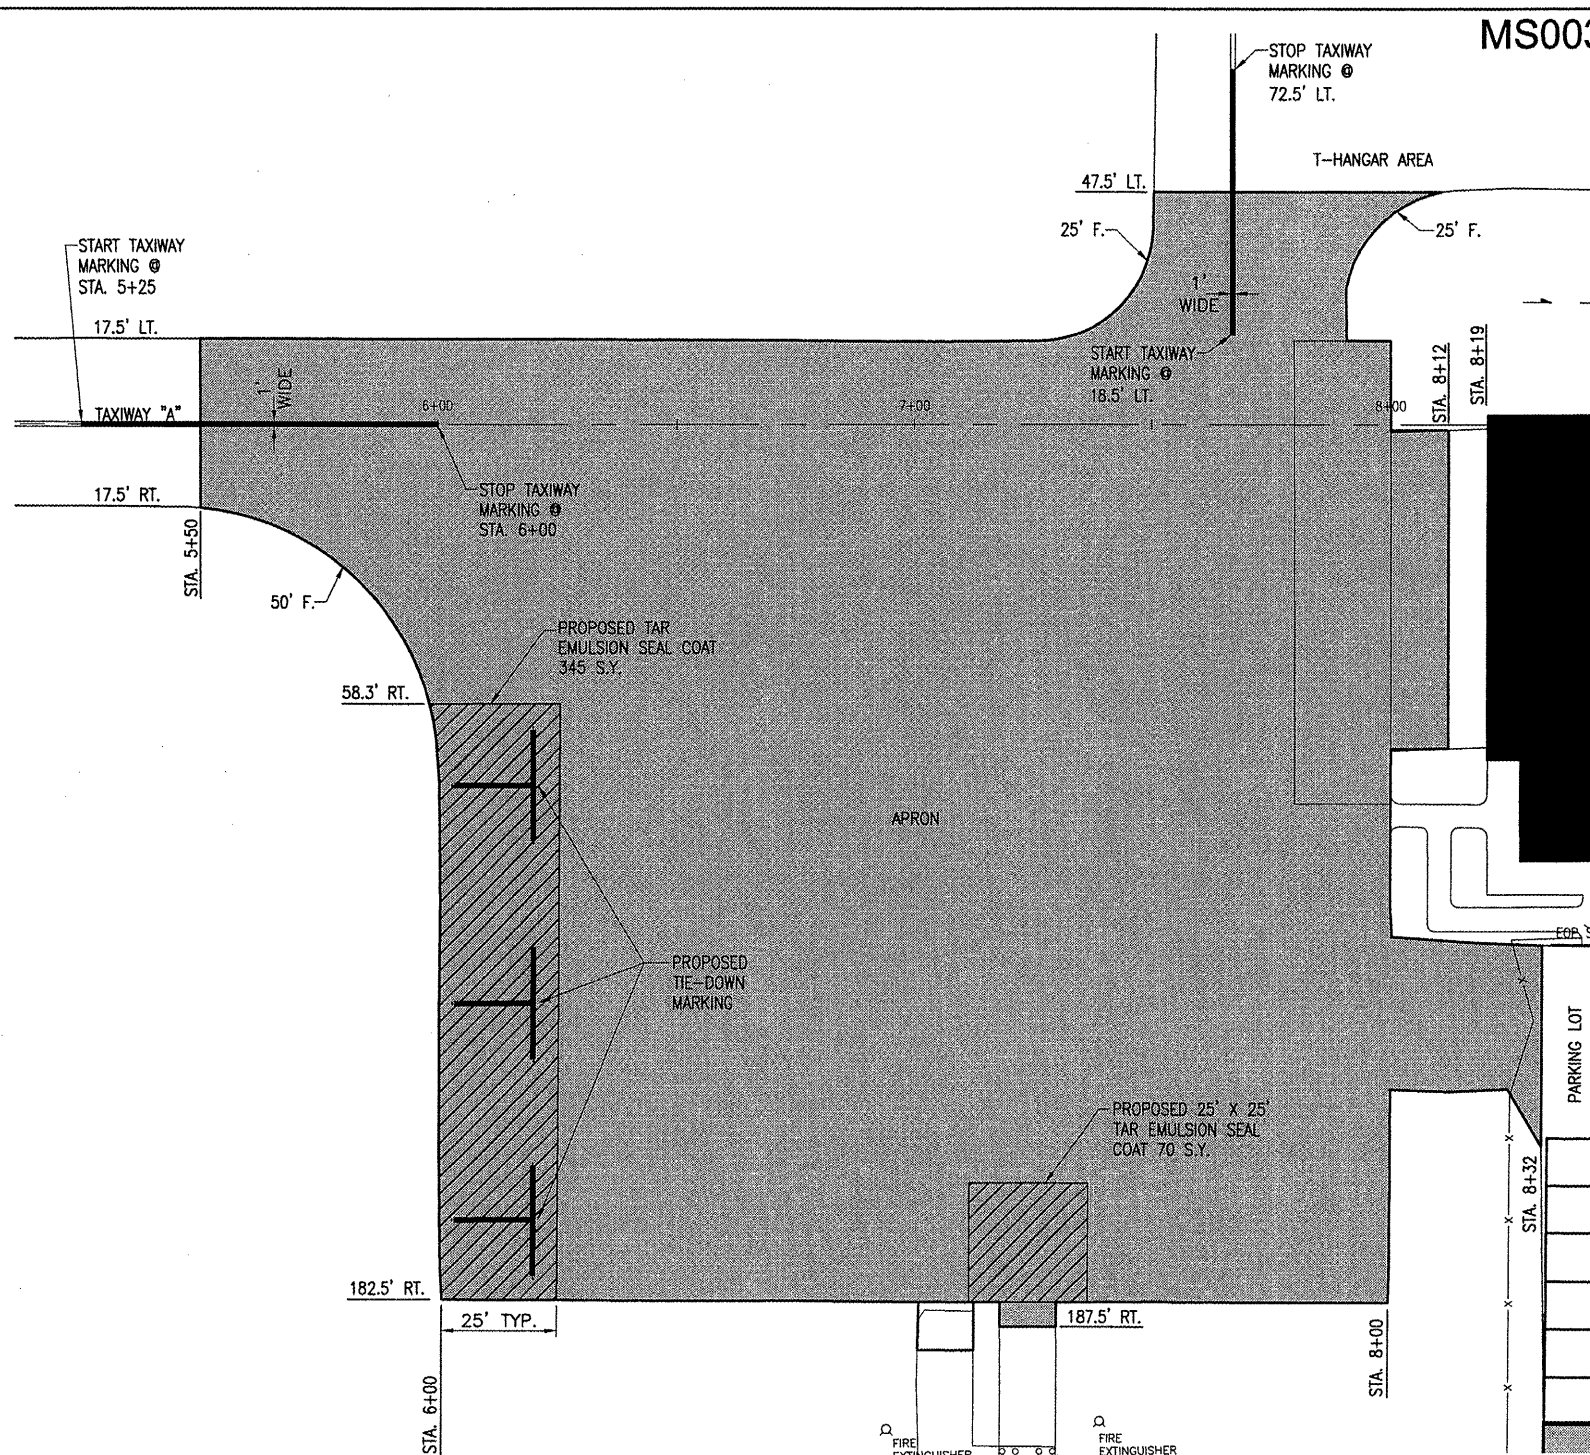 MS003
STOP TAXIWAY
MARKING @
72.5' LT.
T-HANGAR AREA
47.5' LT.
25' F.
25' F.
START TAXIWAY
MARKING @
STA. 5+25
1'
WIDE
17.5' LT.
START TAXIWAY
MARKING @
18.5' LT.
STA. 8+12
STA. 8+19
1'
WIDE
TAXIWAY "A"
6+00
7+00
8+00
17.5' RT.
STOP TAXIWAY
MARKING @
STA. 6+00
STA. 5+50
50' F.
PROPOSED TAR
EMULSION SEAL COAT
345 S.Y.
58.3' RT.
APRON
EOP
PROPOSED
TIE-DOWN
MARKING
PARKING LOT
PROPOSED 25' X 25'
TAR EMULSION SEAL
COAT 70 S.Y.
STA. 8+32
182.5' RT.
25' TYP.
187.5' RT.
STA. 8+00
STA. 6+00
FIRE
EXTINGUISHER
FIRE
EXTINGUISHER